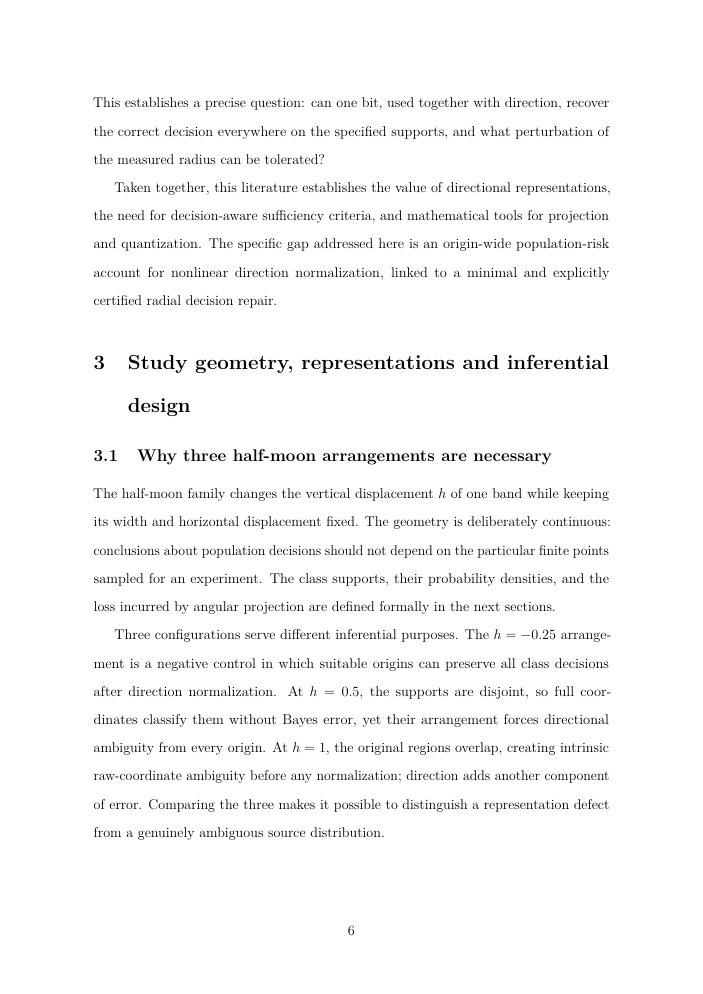 This establishes a precise question: can one bit, used together with direction, recover
the correct decision everywhere on the specified supports, and what perturbation of
the measured radius can be tolerated?
Taken together, this literature establishes the value of directional representations,
the need for decision-aware sufficiency criteria, and mathematical tools for projection
and quantization. The specific gap addressed here is an origin-wide population-risk
account for nonlinear direction normalization, linked to a minimal and explicitly
certified radial decision repair.
3 Study geometry, representations and inferential
design
3.1 Why three half-moon arrangements are necessary
The half-moon family changes the vertical displacement h of one band while keeping
its width and horizontal displacement fixed. The geometry is deliberately continuous:
conclusions about population decisions should not depend on the particular finite points
sampled for an experiment. The class supports, their probability densities, and the
loss incurred by angular projection are defined formally in the next sections.
Three configurations serve different inferential purposes. The h = −0.25 arrange-
ment is a negative control in which suitable origins can preserve all class decisions
after direction normalization. At h = 0.5, the supports are disjoint, so full coor-
dinates classify them without Bayes error, yet their arrangement forces directional
ambiguity from every origin. At h = 1, the original regions overlap, creating intrinsic
raw-coordinate ambiguity before any normalization; direction adds another component
of error. Comparing the three makes it possible to distinguish a representation defect
from a genuinely ambiguous source distribution.
6